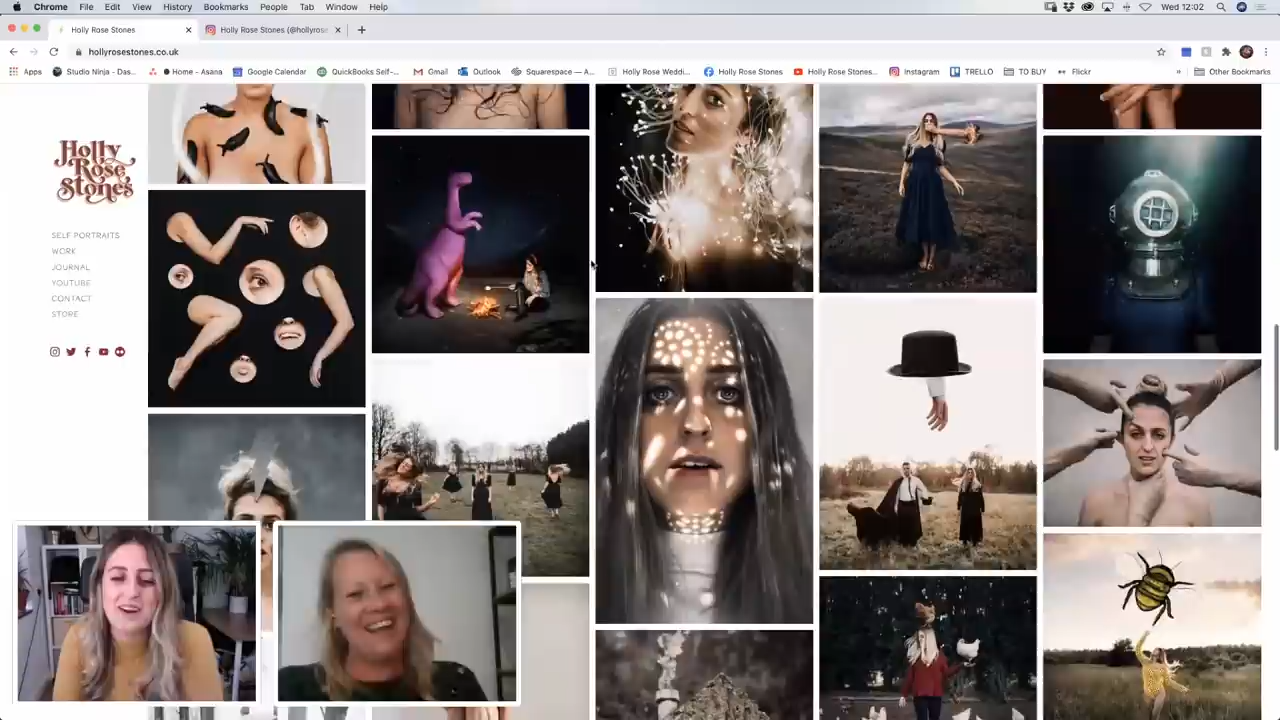 Chrome File Edit View History Bookmarks People Tab Window Help Wed 12:02
Holly Rose Stones
Holly Rose Stones (@hollyros
hollyrosestones.co.uk
Apps Studio Ninja - Das... Home - Asana Google Calendar QuickBooks Self-... Gmail Outlook Squarespace — A... Holly Rose Weddi... Holly Rose Stones Holly Rose Stones... Instagram TRELLO TO BUY Flickr » Other Bookmarks
Holly
Rose
Stones
SELF PORTRAITS
WORK
JOURNAL
YOUTUBE
CONTACT
STORE